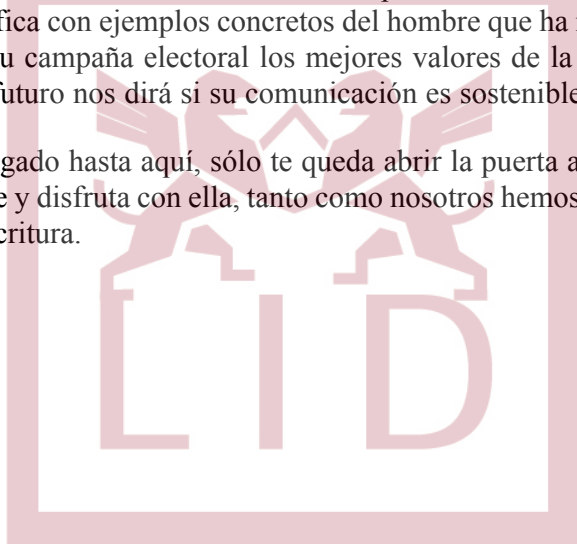 fica con ejemplos concretos del hombre que ha
u campaña electoral los mejores valores de la
futuro nos dirá si su comunicación es sostenible
gado hasta aquí, sólo te queda abrir la puerta a
e y disfruta con ella, tanto como nosotros hemos
critura.
LID